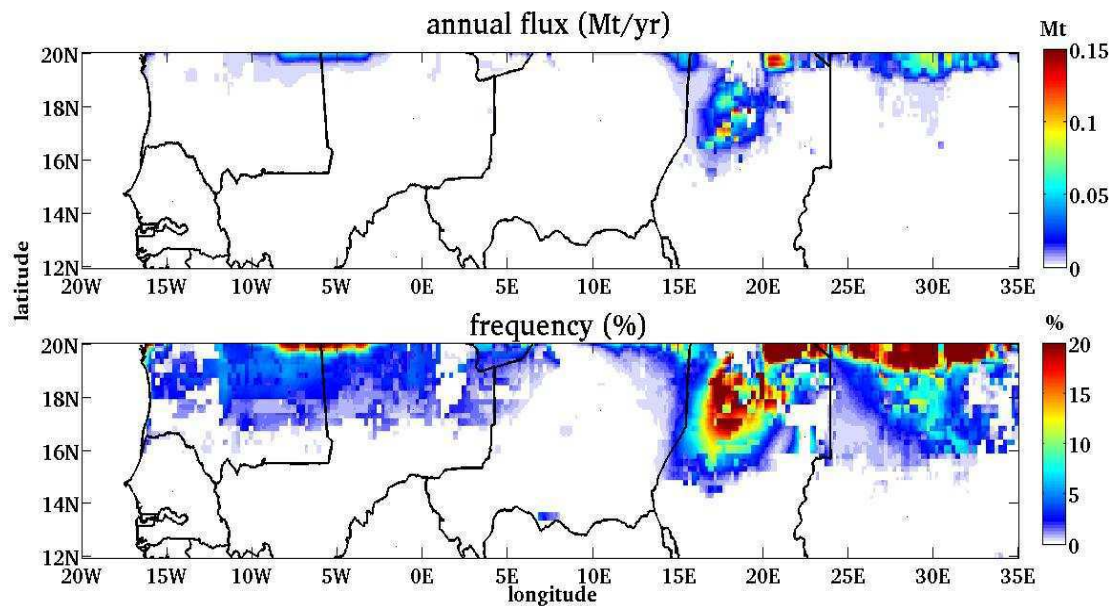 annual flux (Mt/yr)
Mt
20N
18N
16N
14N
12N
20W 15W 10W 5W 0E 5E 10E 15E 20E 25E 30E 35E
0.15
0.1
0.05
0
latitude
frequency (%)
%
20N
18N
16N
14N
12N
20W 15W 10W 5W 0E 5E 10E 15E 20E 25E 30E 35E
20
15
10
5
0
longitude